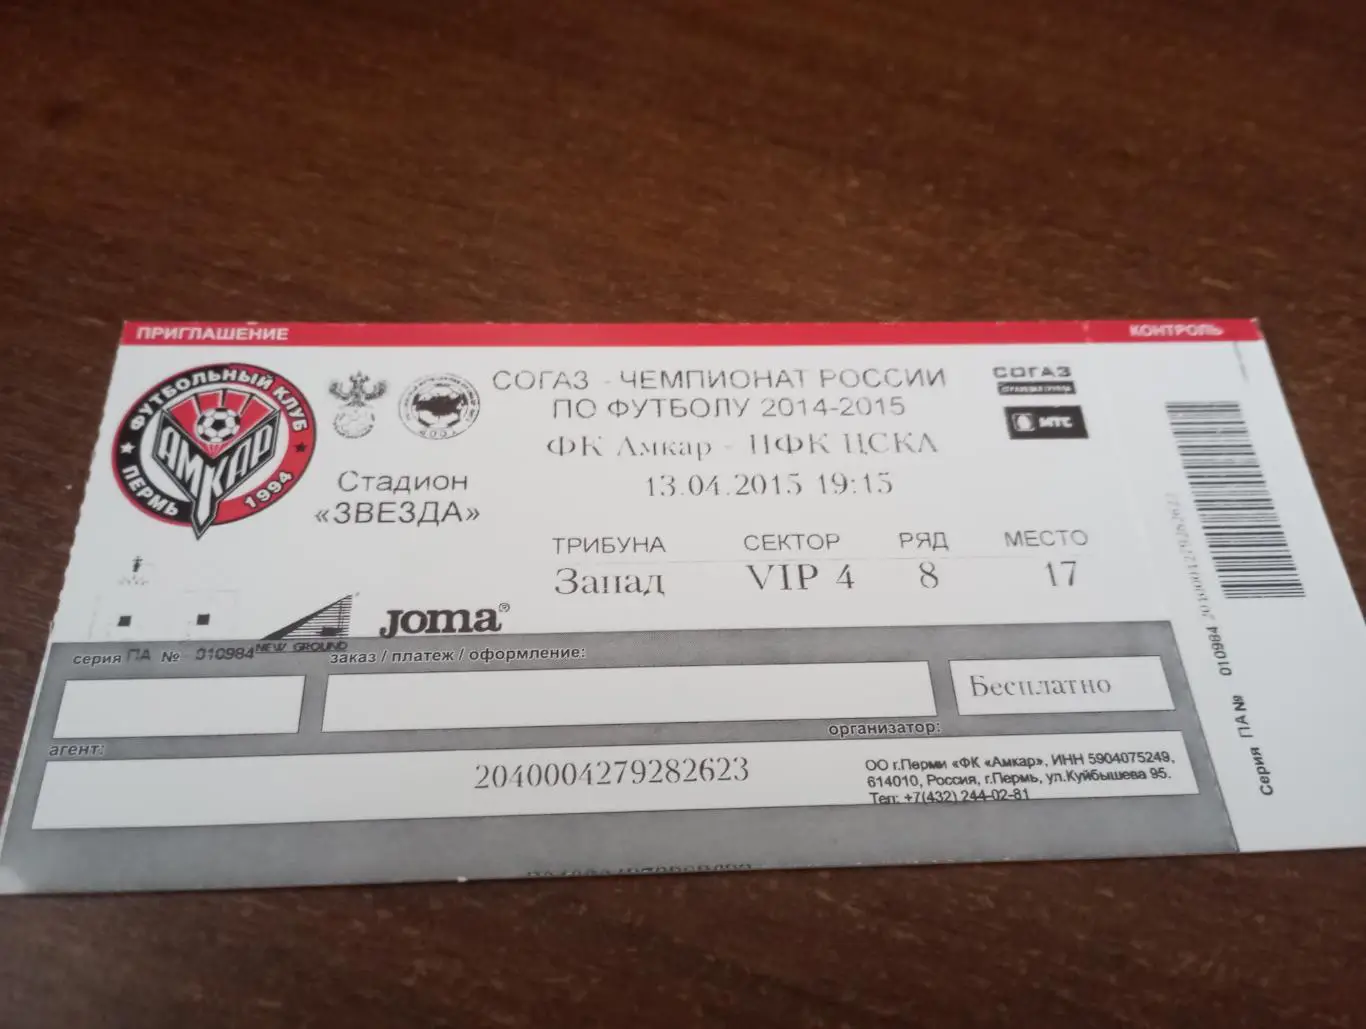 ПРИГЛАШЕНИЕ
КОНТРОЛЬ
ФУТБОЛЬНЫЙ КЛУБ
АМКАР
ПЕРМЬ
1994
СОГАЗ - ЧЕМПИОНАТ РОССИИ
ПО ФУТБОЛУ 2014-2015
ФК Амкар - ПФК ЦСКА
13.04.2015 19:15
СОГАЗ
СТРАХОВАЯ ГРУППА
МТС
Стадион
«ЗВЕЗДА»
ТРИБУНА СЕКТОР РЯД МЕСТО
Запад VIP 4 8 17
NEW GROUND
Joma®
серия ПА № 010984
заказ / платеж / оформление:
Бесплатно
агент:
организатор:
2040004279282623
ОО г.Перми «ФК «Амкар», ИНН 5904075249,
614010, Россия, г.Пермь, ул.Куйбышева 95.
Тел: +7(432) 244-02-81
Серия ПА № 010984 2040004279282623